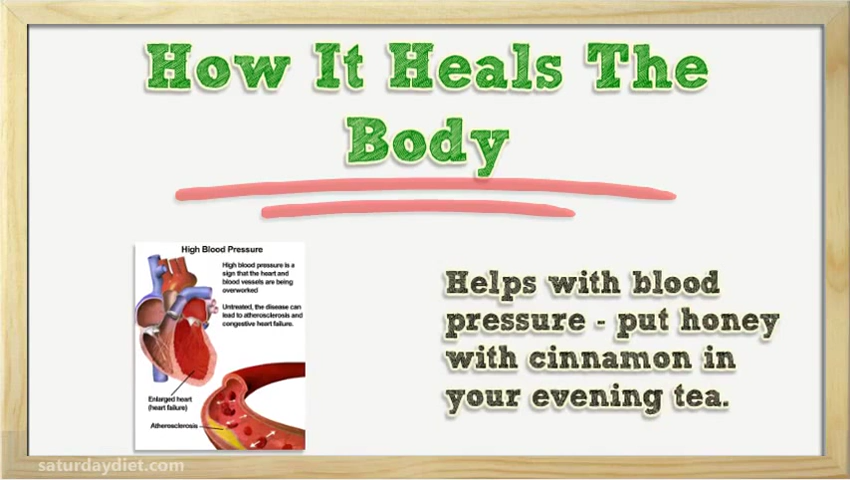 How It Heals The
Body
High Blood Pressure
High blood pressure is a
sign that the heart and
blood vessels are being
overworked
Untreated, the disease can
lead to atherosclerosis and
congestive heart failure.
Enlarged heart
(heart failure)
Atherosclerosis
Helps with blood
pressure - put honey
with cinnamon in
your evening tea.
saturdaydiet.com